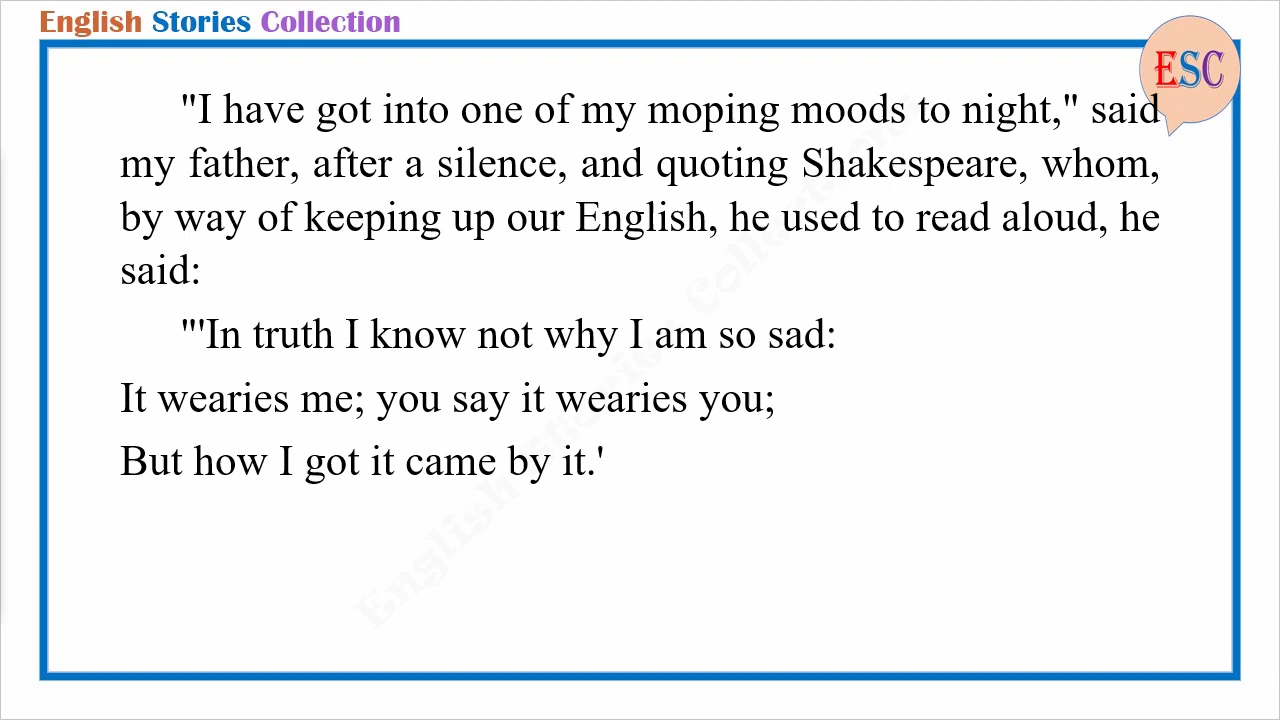 English Stories Collection
ESC
"I have got into one of my moping moods to night," said
my father, after a silence, and quoting Shakespeare, whom,
by way of keeping up our English, he used to read aloud, he
said:
"'In truth I know not why I am so sad:
It wearies me; you say it wearies you;
But how I got it came by it.'
English Stories Collection